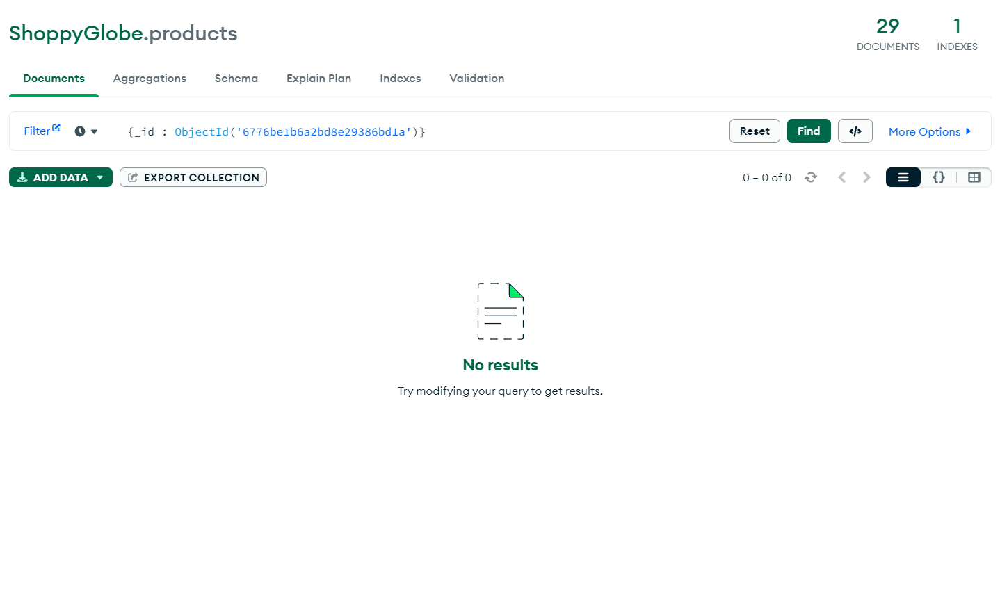 ShoppyGlobe.products
29
DOCUMENTS
1
INDEXES
Documents Aggregations Schema Explain Plan Indexes Validation
Filter {_id : ObjectId('6776be1b6a2bd8e29386bd1a')} Reset Find </> More Options
ADD DATA EXPORT COLLECTION 0 – 0 of 0 {}
No results
Try modifying your query to get results.